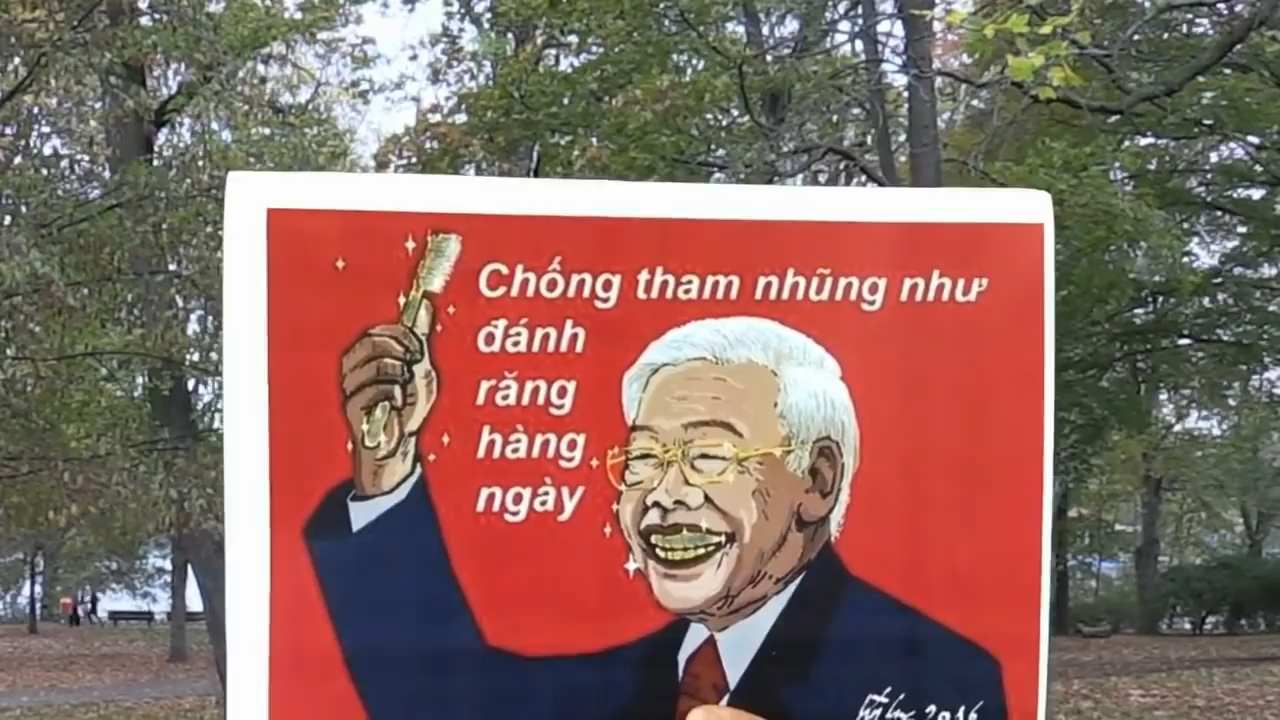 Chống tham nhũng như
đánh
răng
hàng
ngày